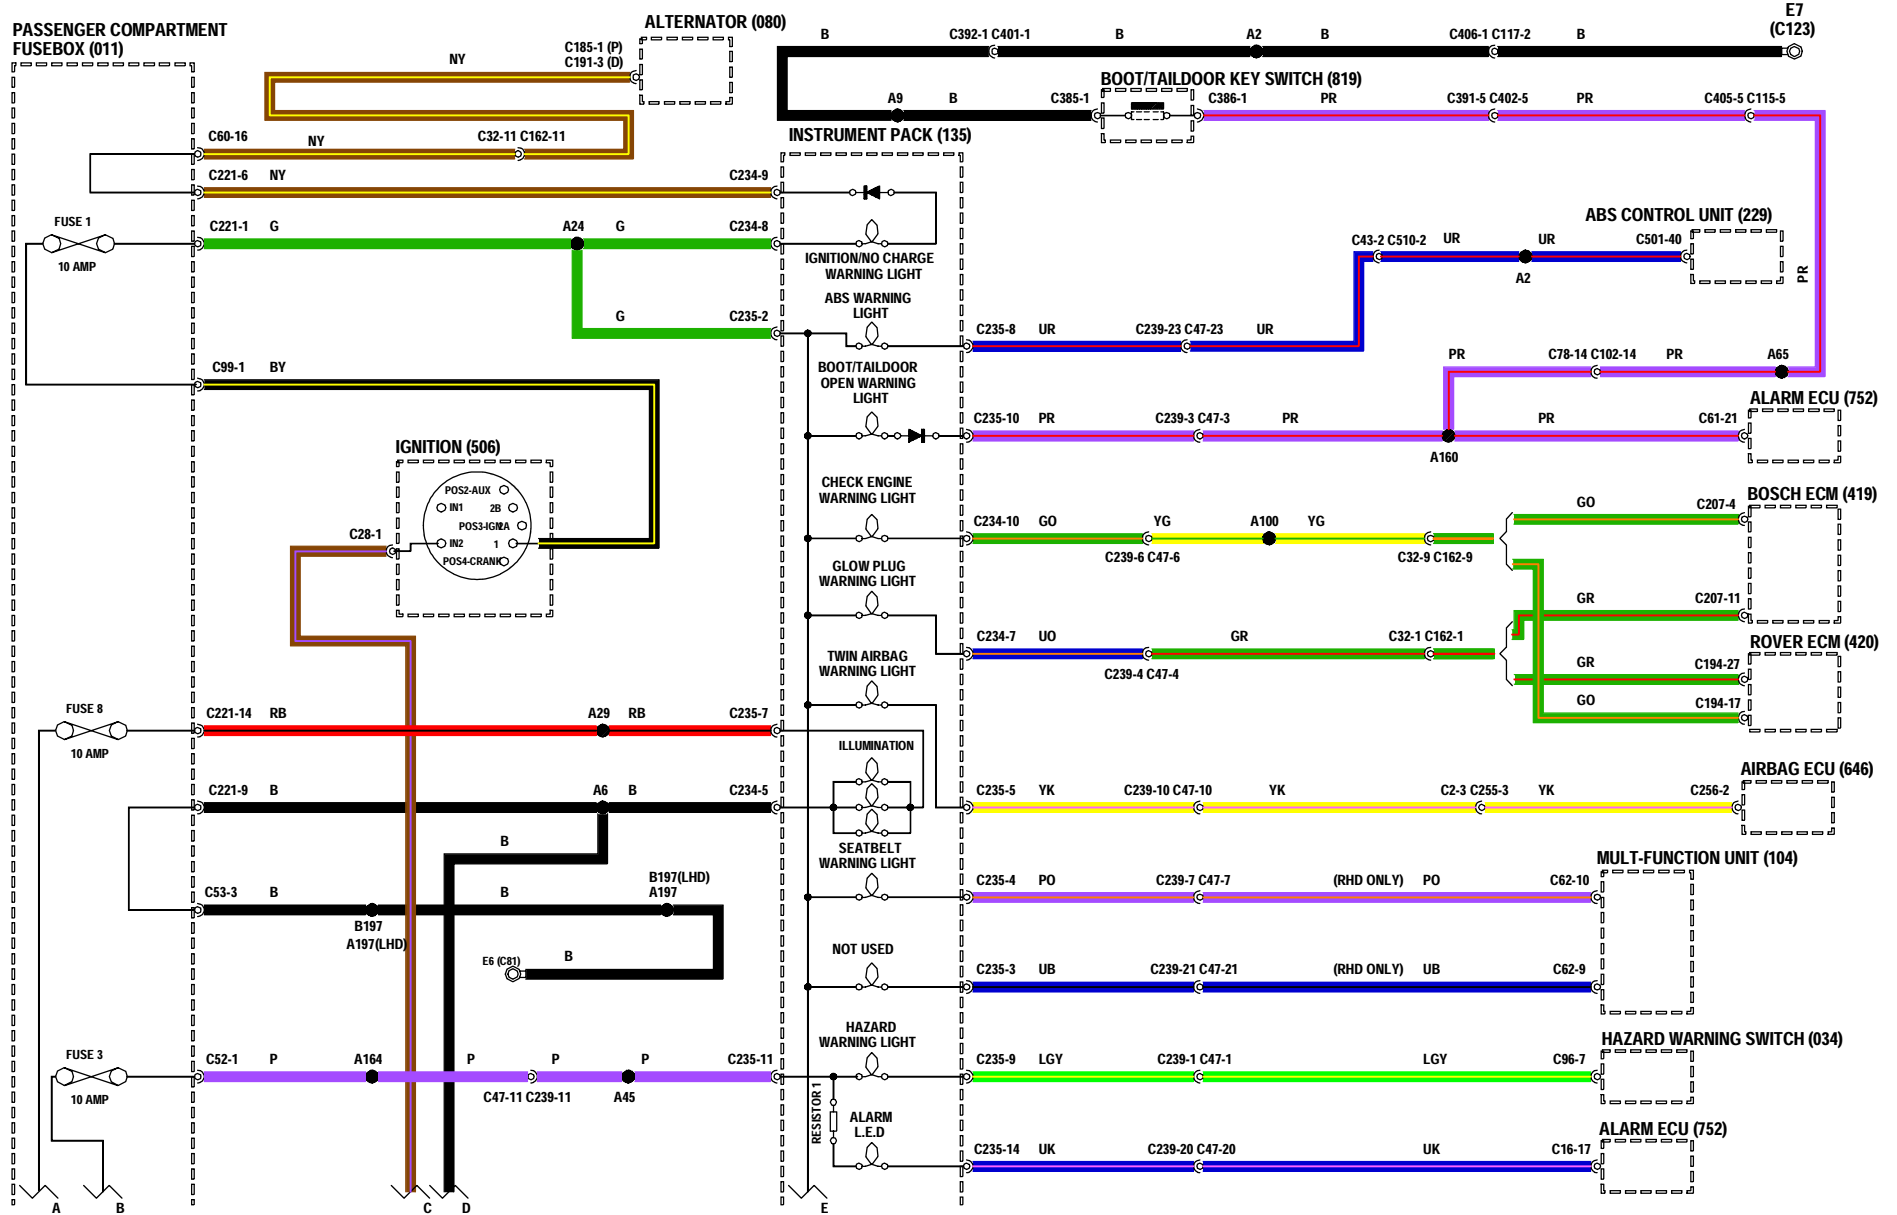 PASSENGER COMPARTMENT
FUSEBOX (011)
ALTERNATOR (080)
C185-1 (P)
C191-3 (D)
NY
B
C392-1 C401-1
B
A2
B
C406-1 C117-2
B
E7
(C123)
BOOT/TAILDOOR KEY SWITCH (819)
A9
B
C385-1
C386-1
PR
C391-5 C402-5
PR
C405-5 C115-5
INSTRUMENT PACK (135)
C60-16
NY
C32-11 C162-11
C221-6
NY
C234-9
FUSE 1
10 AMP
C221-1
G
A24
G
C234-8
IGNITION/NO CHARGE
WARNING LIGHT
ABS CONTROL UNIT (229)
C43-2 C510-2
UR
UR
C501-40
A2
PR
ABS WARNING
LIGHT
G
C235-2
C235-8
UR
C239-23 C47-23
UR
C99-1
BY
BOOT/TAILDOOR
OPEN WARNING
LIGHT
PR
C78-14 C102-14
PR
A65
ALARM ECU (752)
C235-10
PR
C239-3 C47-3
PR
PR
C61-21
A160
IGNITION (506)
POS2-AUX
IN1
2B
POS3-IGN
2A
IN2
1
POS4-CRANK
C28-1
CHECK ENGINE
WARNING LIGHT
C234-10
GO
YG
A100
YG
C239-6 C47-6
C32-9 C162-9
GO
C207-4
BOSCH ECM (419)
GLOW PLUG
WARNING LIGHT
C234-7
UO
GR
C32-1 C162-1
C239-4 C47-4
GR
C207-11
ROVER ECM (420)
GR
C194-27
GO
C194-17
TWIN AIRBAG
WARNING LIGHT
FUSE 8
10 AMP
C221-14
RB
A29
RB
C235-7
ILLUMINATION
C221-9
B
A6
B
C234-5
B
C235-5
YK
C239-10 C47-10
YK
C2-3 C255-3
YK
C256-2
AIRBAG ECU (646)
SEATBELT
WARNING LIGHT
MULT-FUNCTION UNIT (104)
C53-3
B
B
B197(LHD)
A197
B197
A197(LHD)
C235-4
PO
C239-7 C47-7
(RHD ONLY)
PO
C62-10
E6 (C81)
B
NOT USED
C235-3
UB
C239-21 C47-21
(RHD ONLY)
UB
C62-9
HAZARD
WARNING LIGHT
HAZARD WARNING SWITCH (034)
FUSE 3
10 AMP
C52-1
P
A164
P
P
P
C235-11
C47-11 C239-11
A45
C235-9
LGY
C239-1 C47-1
LGY
C96-7
RESISTOR 1
ALARM
L.E.D
ALARM ECU (752)
C235-14
UK
C239-20 C47-20
UK
C16-17
A
B
C
D
E